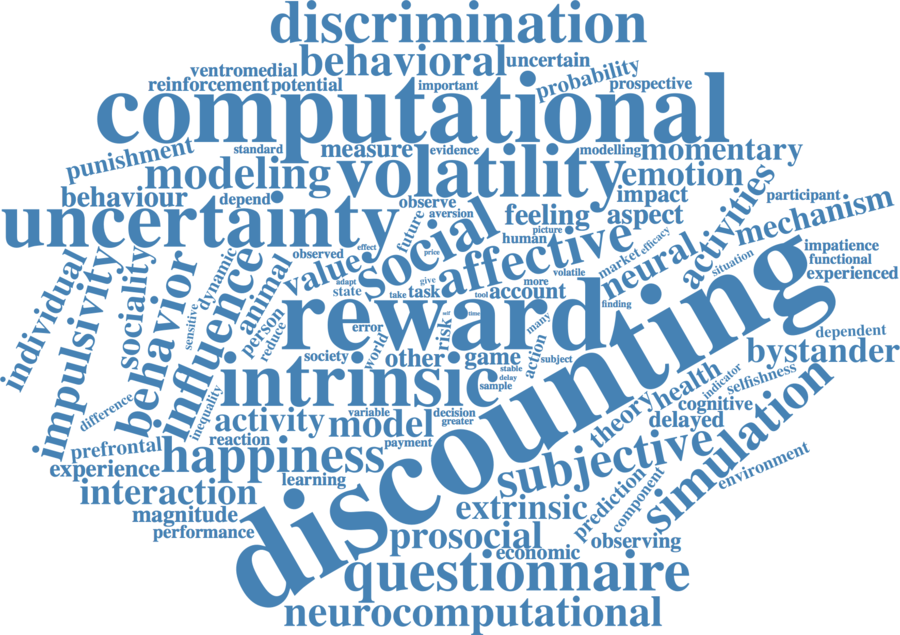 discrimination
behavioral
uncertain
ventromedial
reinforcement
potential
important
probability
prospective
computational
punishment
standard
measure
evidence
modelling
momentary
modeling
volatility
emotion
behaviour
depend
observe
aversion
impact
activities
participant
uncertainty
future
social
feeling
aspect
mechanism
picture
human
affective
efficacy
market
neural
situation
impatience
functional
experienced
individual
impulsivity
sociality
behavior
sensitive
dynamic
influence
animal
person
reduce
observed
effect
value
adapt
state
price
give
take
task
tool
more
account
volatile
finding
reward
error
world
risk
self
time
many
action
discounting
dependent
bystander
society
other
game
stable
delay
sample
subject
intrinsic
indicator
selfishness
health
cognitive
theory
delayed
difference
inequality
activity
variable
model
decision
greater
payment
prefrontal
reaction
experience
happiness
learning
subjective
simulation
environment
interaction
magnitude
performance
extrinsic
prediction
component
prosocial
economic
observing
questionnaire
neurocomputational